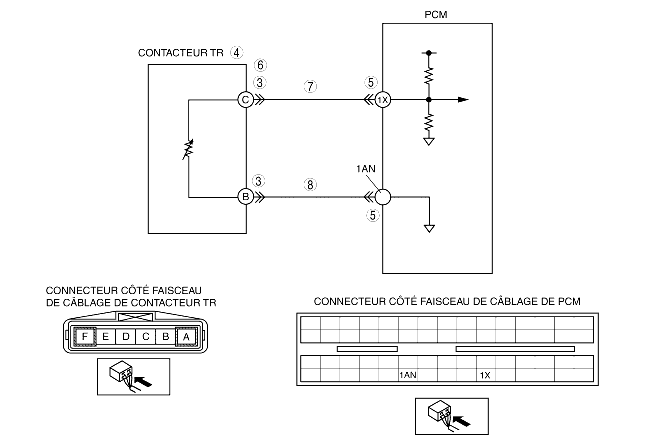 PCM
CONTACTEUR TR 4
6
3
7
5
C
1X
1AN
3
8
B
5
CONNECTEUR CÔTÉ FAISCEAU
DE CÂBLAGE DE CONTACTEUR TR
F E D C B A
CONNECTEUR CÔTÉ FAISCEAU DE CÂBLAGE DE PCM
1AN 1X